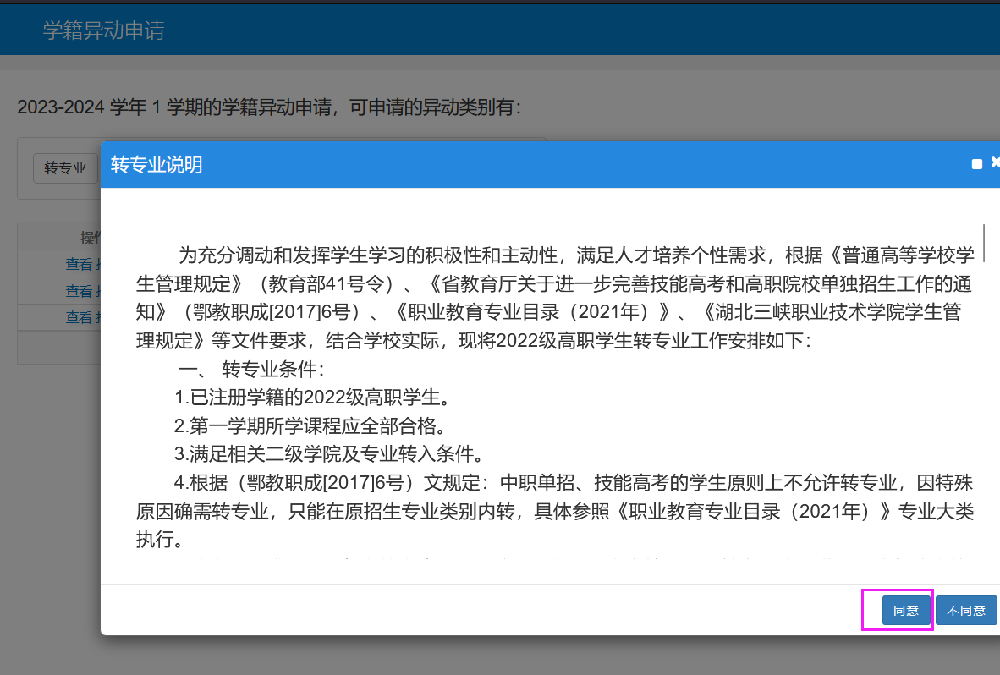 学籍异动申请
2023-2024 学年 1 学期的学籍异动申请，可申请的异动类别有：
转专业
转专业说明
操作
查看
查看
查看
为充分调动和发挥学生学习的积极性和主动性，满足人才培养个性需求，根据《普通高等学校学
生管理规定》（教育部41号令）、《省教育厅关于进一步完善技能高考和高职院校单独招生工作的通
知》（鄂教职成[2017]6号）、《职业教育专业目录（2021年）》、《湖北三峡职业技术学院学生管
理规定》等文件要求，结合学校实际，现将2022级高职学生转专业工作安排如下：
一、 转专业条件：
1.已注册学籍的2022级高职学生。
2.第一学期所学课程应全部合格。
3.满足相关二级学院及专业转入条件。
4.根据（鄂教职成[2017]6号）文规定：中职单招、技能高考的学生原则上不允许转专业，因特殊
原因确需转专业，只能在原招生专业类别内转，具体参照《职业教育专业目录（2021年）》专业大类
执行。
同意 不同意